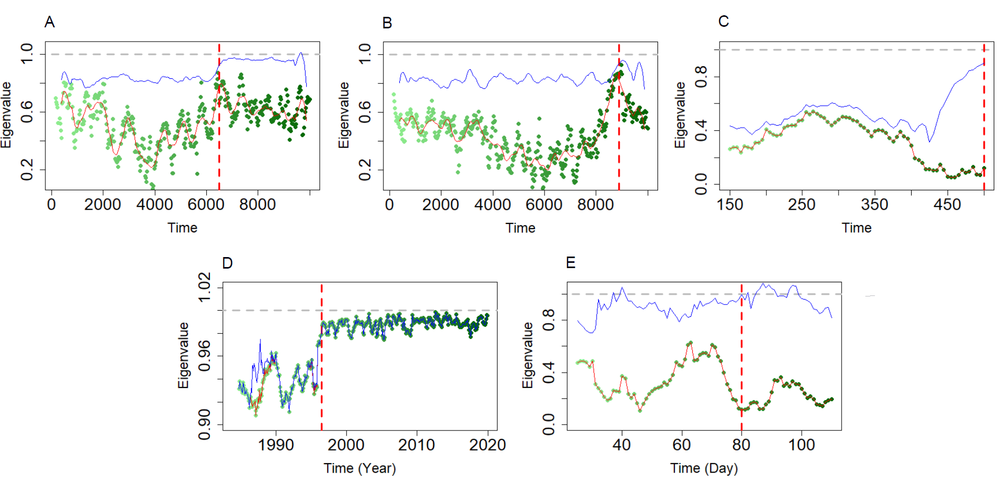 A
B
C
1.0
0.6
0.2
Eigenvalue
0 2000 4000 6000 8000
Time
1.0
0.6
0.2
Eigenvalue
0 2000 4000 6000 8000
Time
0.8
0.4
0.0
Eigenvalue
150 250 350 450
Time
D
E
1.02
0.96
0.90
Eigenvalue
1990 2000 2010 2020
Time (Year)
0.8
0.4
0.0
Eigenvalue
40 60 80 100
Time (Day)